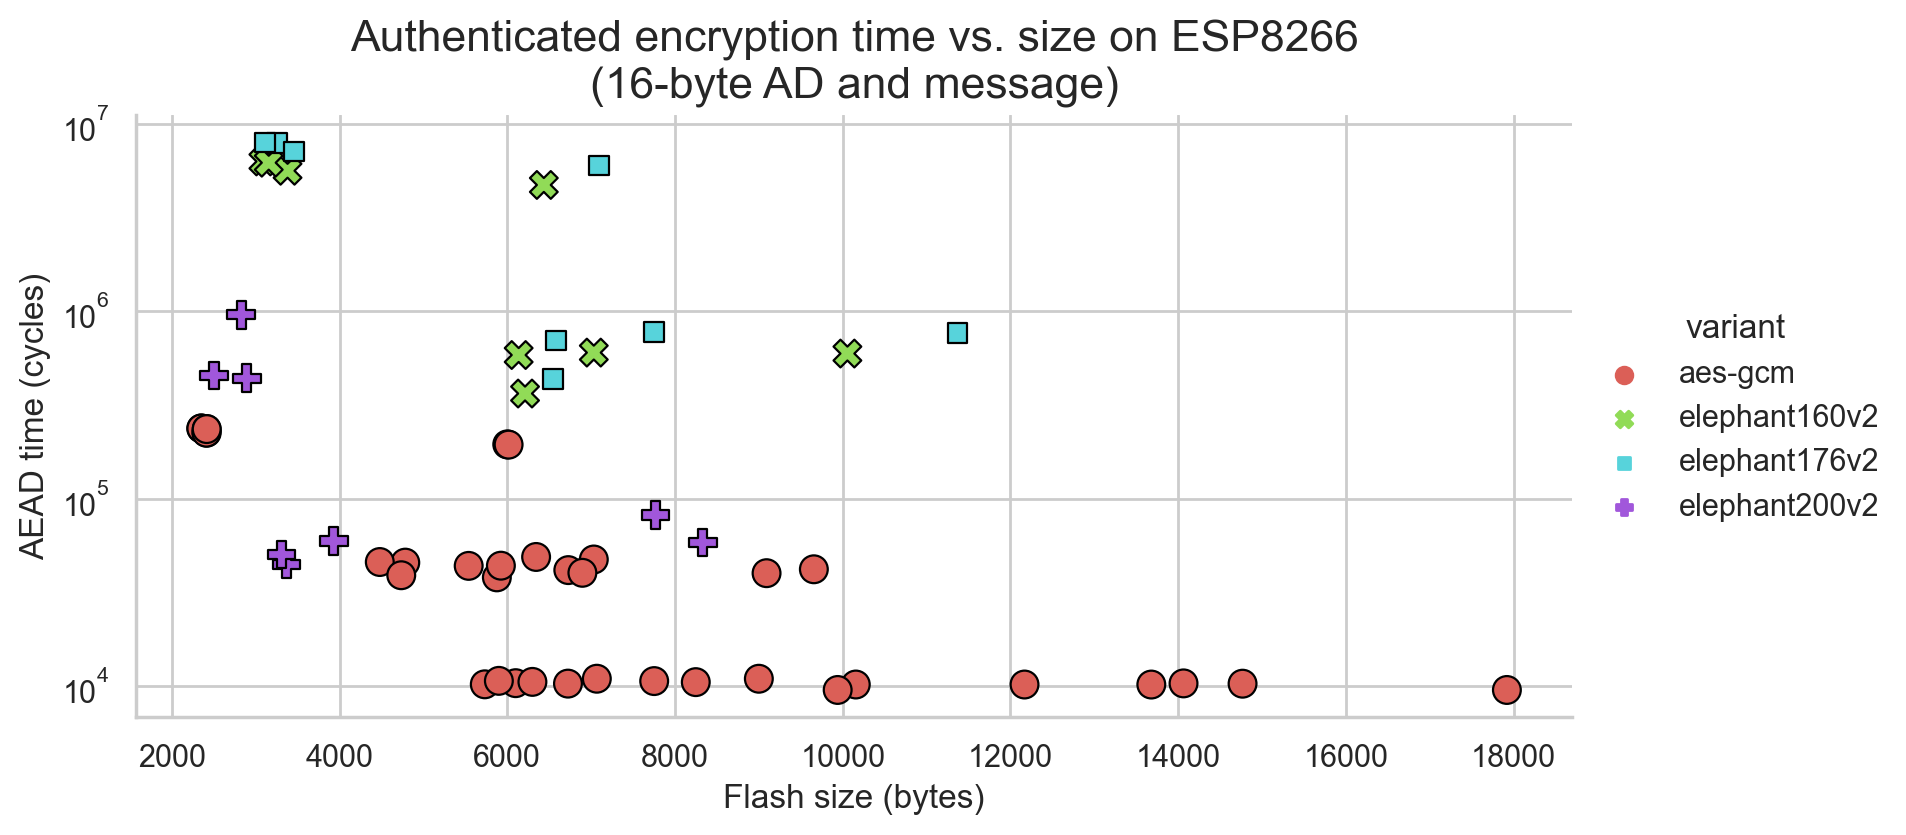 Authenticated encryption time vs. size on ESP8266
(16-byte AD and message)
AEAD time (cycles)
10^7
10^6
10^5
10^4
2000 4000 6000 8000 10000 12000 14000 16000 18000
Flash size (bytes)
variant
aes-gcm
elephant160v2
elephant176v2
elephant200v2